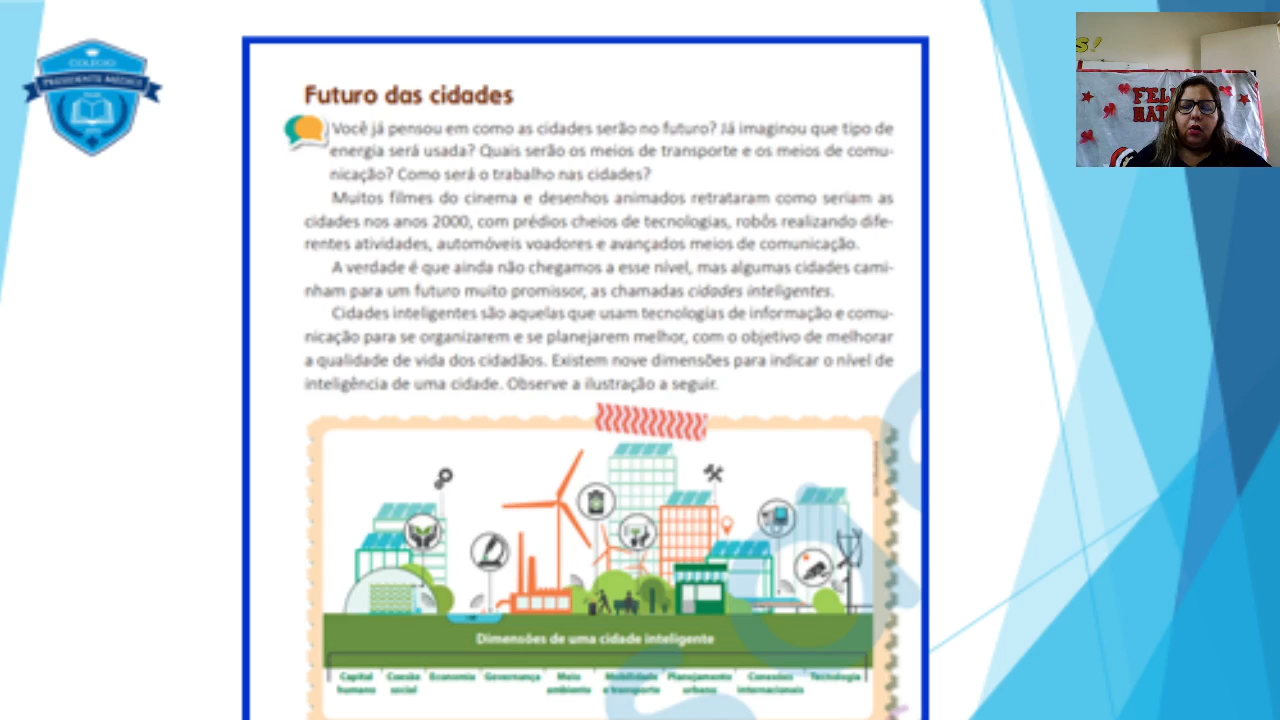 COLÉGIO
PRESIDENTE MÉDICI
S!
Futuro das cidades
Você já pensou em como as cidades serão no futuro? Já imaginou que tipo de
energia será usada? Quais serão os meios de transporte e os meios de comu-
nicação? Como será o trabalho nas cidades?
Muitos filmes do cinema e desenhos animados retrataram como seriam as
cidades nos anos 2000, com prédios cheios de tecnologias, robôs realizando dife-
rentes atividades, automóveis voadores e avançados meios de comunicação.
A verdade é que ainda não chegamos a esse nível, mas algumas cidades cami-
nham para um futuro muito promissor, as chamadas cidades inteligentes.
Cidades inteligentes são aquelas que usam tecnologias de informação e comu-
nicação para se organizarem e se planejarem melhor, com o objetivo de melhorar
a qualidade de vida dos cidadãos. Existem nove dimensões para indicar o nível de
inteligência de uma cidade. Observe a ilustração a seguir.
Dimensões de uma cidade inteligente
Capital humano
Coesão social
Economia
Governança
Meio ambiente
Mobilidade e transporte
Planejamento urbano
Conexões internacionais
Tecnologia